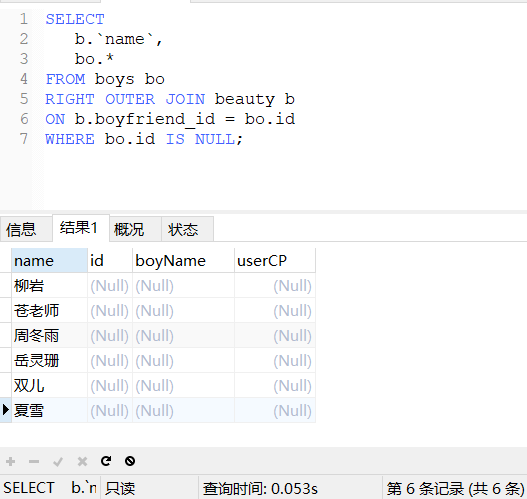 1 SELECT
2 b.`name`,
3 bo.*
4 FROM boys bo
5 RIGHT OUTER JOIN beauty b
6 ON b.boyfriend_id = bo.id
7 WHERE bo.id IS NULL;
信息 结果1 概况 状态
name id boyName userCP
柳岩 (Null) (Null) (Null)
苍老师 (Null) (Null) (Null)
周冬雨 (Null) (Null) (Null)
岳灵珊 (Null) (Null) (Null)
双儿 (Null) (Null) (Null)
夏雪 (Null) (Null) (Null)
SELECT b.`n 只读 查询时间: 0.053s 第 6 条记录 (共 6 条)